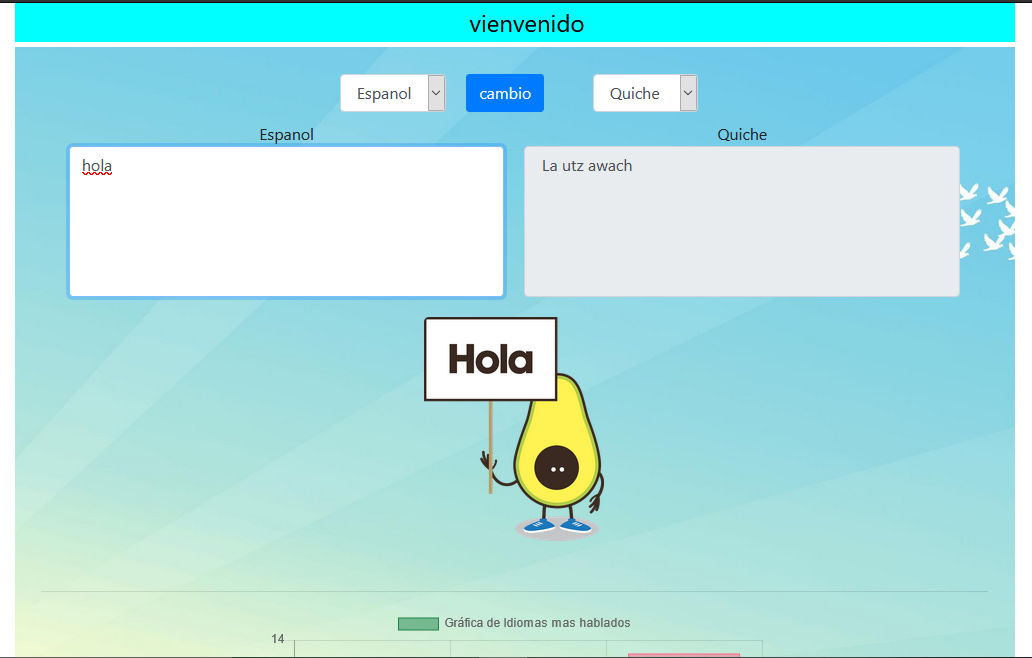 vienvenido
Espanol cambio Quiche
Espanol Quiche
hola La utz awach
Hola
Gráfica de Idiomas mas hablados
14